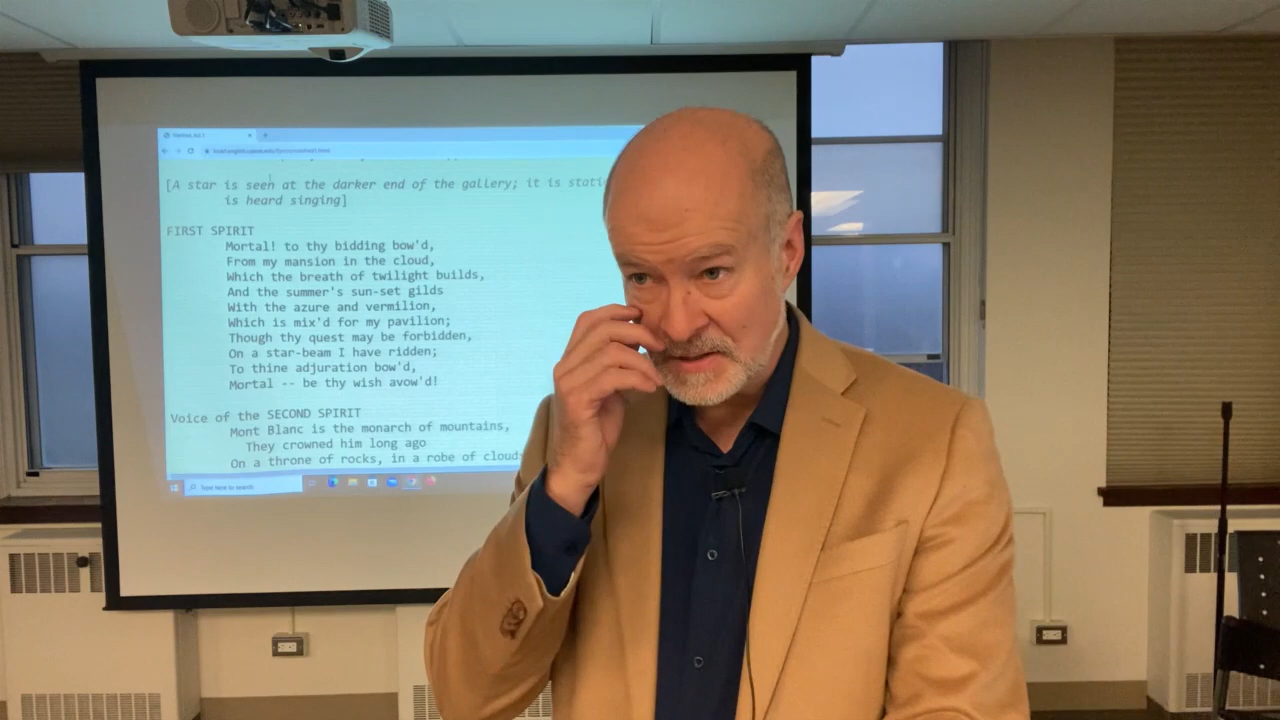 Manfred, Act I
[A star is seen at the darker end of the gallery; it is stati
is heard singing]
FIRST SPIRIT
Mortal! to thy bidding bow'd,
From my mansion in the cloud,
Which the breath of twilight builds,
And the summer's sun-set gilds
With the azure and vermilion,
Which is mix'd for my pavilion;
Though thy quest may be forbidden,
On a star-beam I have ridden;
To thine adjuration bow'd,
Mortal -- be thy wish avow'd!
Voice of the SECOND SPIRIT
Mont Blanc is the monarch of mountains,
They crowned him long ago
On a throne of rocks, in a robe of clouds
Type here to search